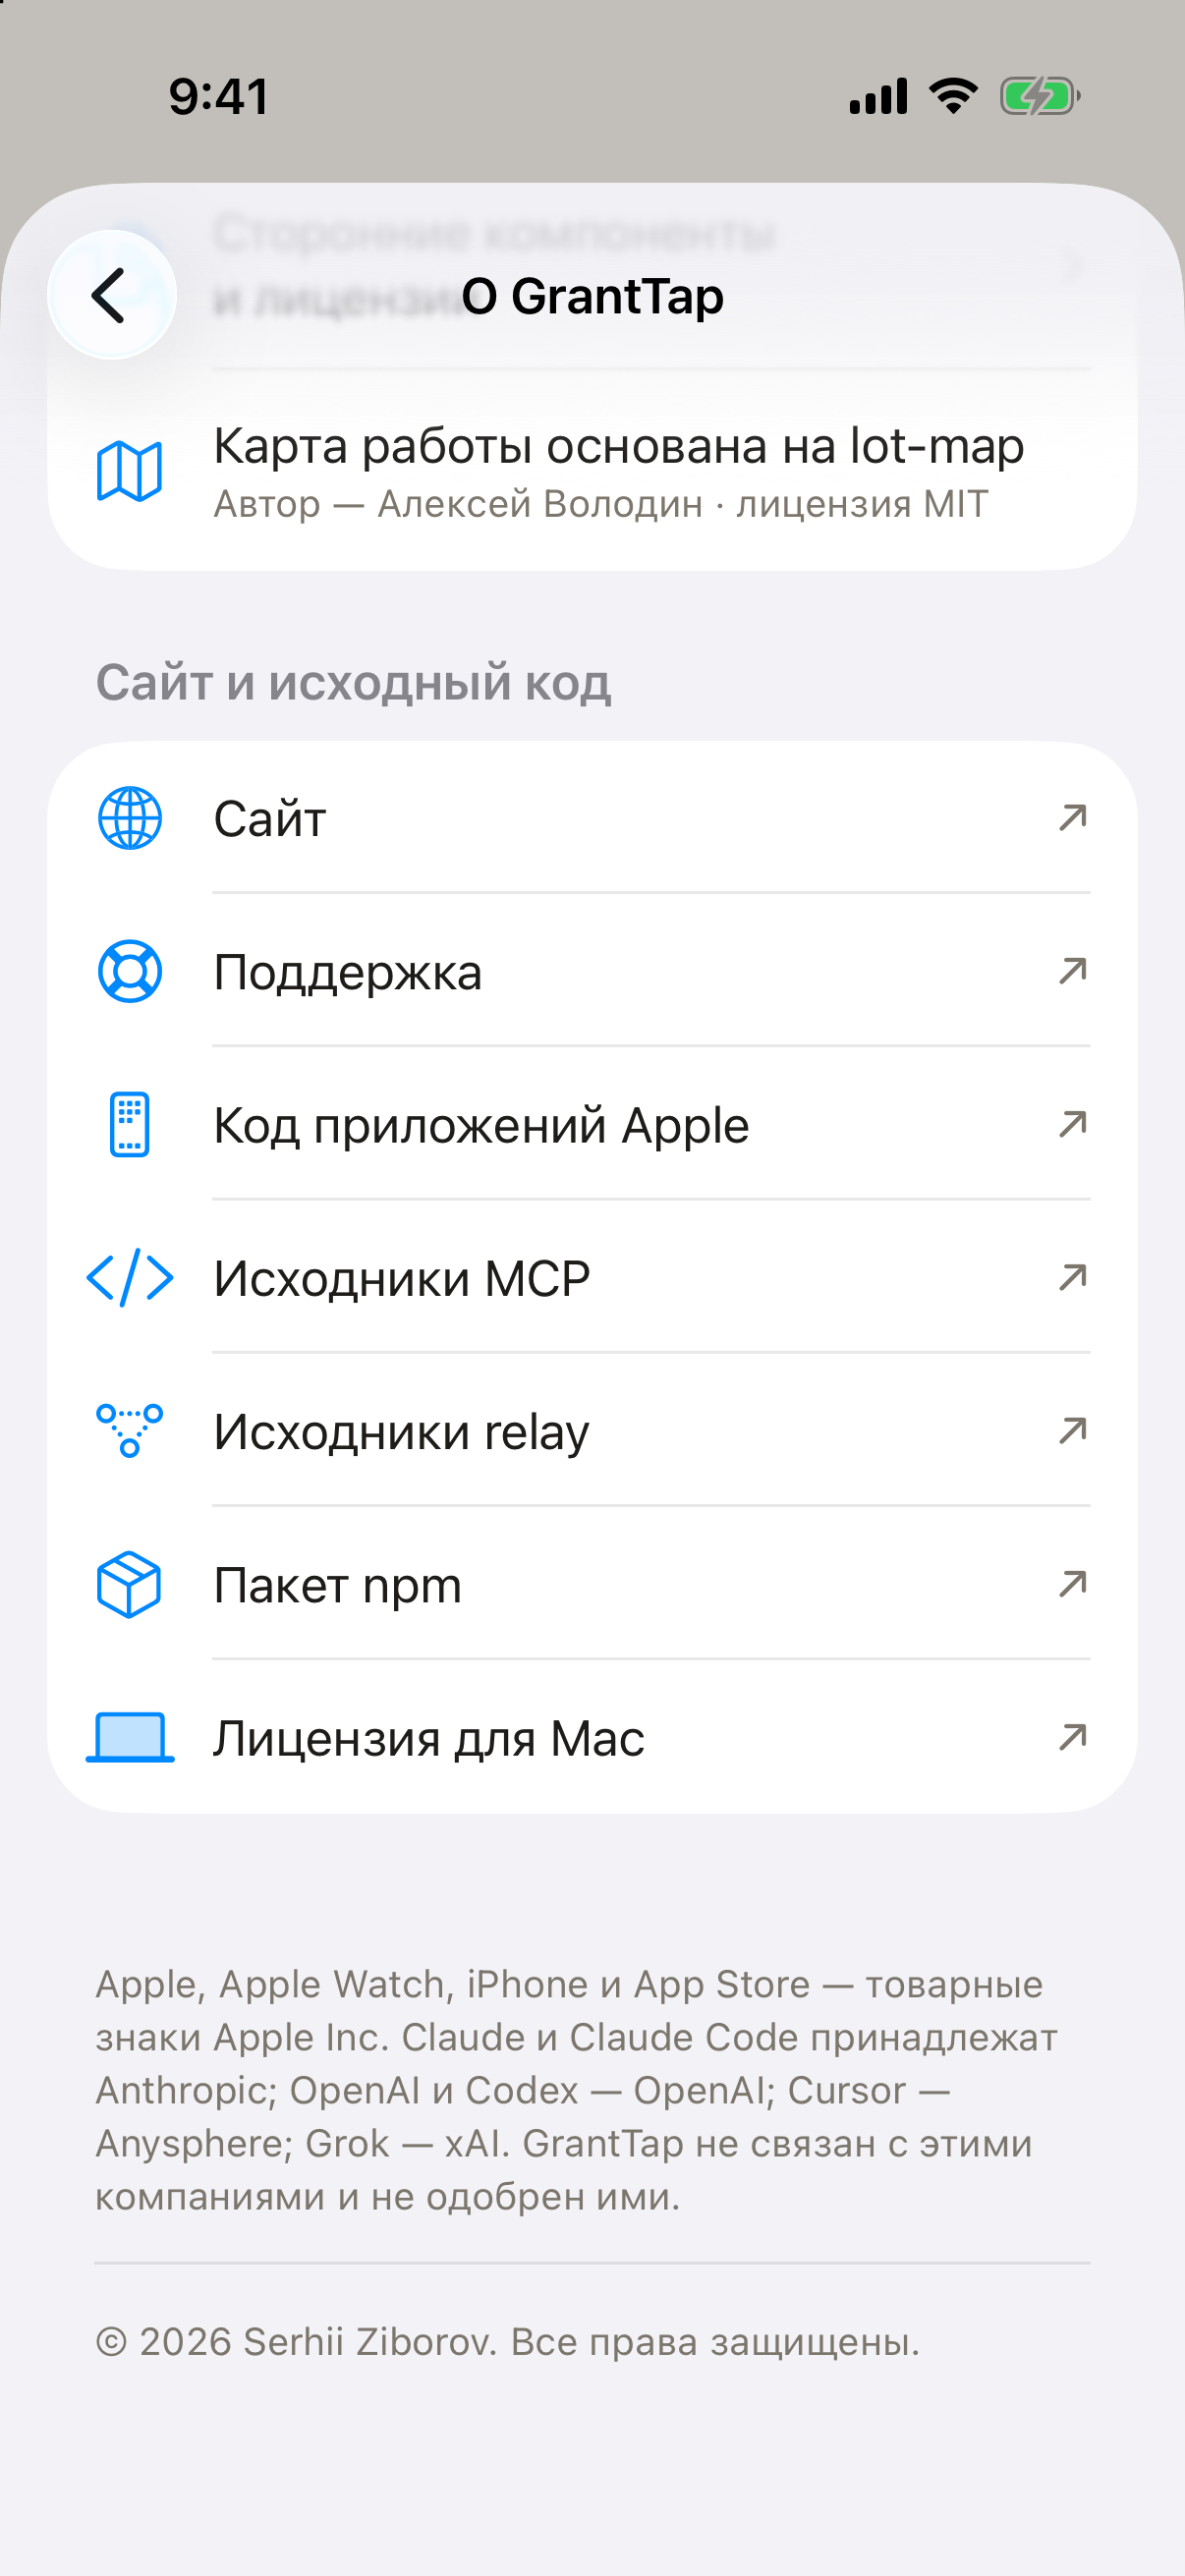 9:41
Сторонние компоненты
и лицензии
О GrantTap
Карта работы основана на lot-map
Автор — Алексей Володин · лицензия MIT
Сайт и исходный код
Сайт
Поддержка
Код приложений Apple
Исходники MCP
Исходники relay
Пакет npm
Лицензия для Mac
Apple, Apple Watch, iPhone и App Store — товарные
знаки Apple Inc. Claude и Claude Code принадлежат
Anthropic; OpenAI и Codex — OpenAI; Cursor —
Anysphere; Grok — xAI. GrantTap не связан с этими
компаниями и не одобрен ими.
© 2026 Serhii Ziborov. Все права защищены.